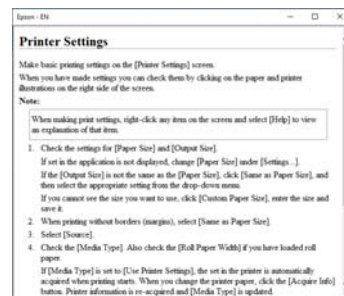 Epson - EN
Printer Settings
Make basic printing settings on the [Printer Settings] screen.
When you have made settings you can check them by clicking on the paper and printer
illustrations on the right side of the screen.
Note:
When making print settings, right-click any item on the screen and select [Help] to view
an explanation of that item.
1. Check the settings for [Paper Size] and [Output Size].
If set in the application is not displayed, change [Paper Size] under [Settings...].
If the [Output Size] is not the same as the [Paper Size], click [Same as Paper Size], and
then select the appropriate setting from the drop-down menu.
If you cannot see the size you want to use, click [Custom Paper Size], enter the size and
save it.
2. When printing without borders (margins), select [Same as Paper Size].
3. Select [Source].
4. Check the [Media Type]. Also check the [Roll Paper Width] if you have loaded roll
paper.
If [Media Type] is set to [Use Printer Settings], the set in the printer is automatically
acquired when printing starts. When you change the printer paper, click the [Acquire Info]
button. Printer information is re-acquired and [Media Type] is updated.